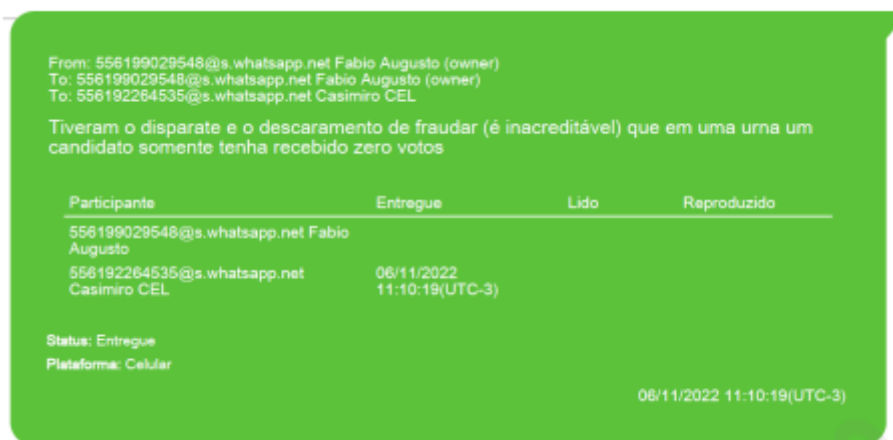 From: 556199029548@s.whatsapp.net Fabio Augusto (owner)
To: 556199029548@s.whatsapp.net Fabio Augusto (owner)
To: 556192264535@s.whatsapp.net Casimiro CEL
Tiveram o disparate e o descaramento de fraudar (é inacreditável) que em uma urna um
candidato somente tenha recebido zero votos
Participante Entregue Lido Reproduzido
556199029548@s.whatsapp.net Fabio
Augusto
556192264535@s.whatsapp.net 06/11/2022
Casimiro CEL 11:10:19(UTC-3)
Status: Entregue
Plataforma: Celular
06/11/2022 11:10:19(UTC-3)